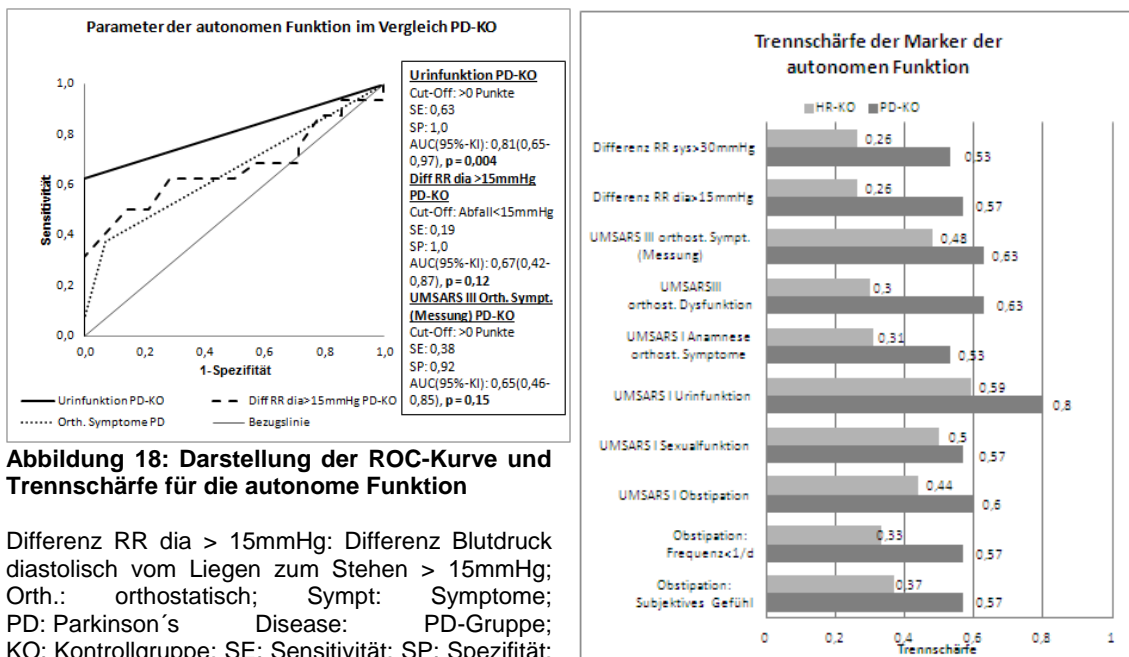 Parameter der autonomen Funktion im Vergleich PD-KO
1,0
0,8
0,6
0,4
0,2
0,0
Sensitivität
0,0 0,2 0,4 0,6 0,8 1,0
1-Spezifität
Urinfunktion PD-KO
Diff RR dia>15mmHg PD-KO
Orth. Symptome PD
Bezugslinie
Urinfunktion PD-KO
Cut-Off: >0 Punkte
SE: 0,63
SP: 1,0
AUC(95%-KI): 0,81(0,65-
0,97), p = 0,004
Diff RR dia >15mmHg
PD-KO
Cut-Off: Abfall<15mmHg
SE: 0,19
SP: 1,0
AUC(95%-KI): 0,67(0,42-
0,87), p = 0,12
UMSARS III Orth. Sympt.
(Messung) PD-KO
Cut-Off: >0 Punkte
SE: 0,38
SP: 0,92
AUC(95%-KI): 0,65(0,46-
0,85), p = 0,15
Abbildung 18: Darstellung der ROC-Kurve und
Trennschärfe für die autonome Funktion
Differenz RR dia > 15mmHg: Differenz Blutdruck
diastolisch vom Liegen zum Stehen > 15mmHg;
Orth.: orthostatisch; Sympt: Symptome;
PD: Parkinson´s Disease: PD-Gruppe;
KO: Kontrollgruppe; SE: Sensitivität; SP: Spezifität;
Trennschärfe der Marker der
autonomen Funktion
HR-KO PD-KO
Differenz RR sys>30mmHg
0,26
0,53
Differenz RR dia>15mmHg
0,26
0,57
UMSARS III orthost. Sympt.
(Messung)
0,48
0,63
UMSARSIII
orthost. Dysfunktion
0,3
0,63
UMSARS I Anamnese
orthost. Symptome
0,31
0,53
UMSARS I Urinfunktion
0,59
0,8
UMSARS I Sexualfunktion
0,5
0,57
UMSARS I Obstipation
0,44
0,6
Obstipation:
Frequenz<1/d
0,33
0,57
Obstipation:
Subjektives Gefühl
0,37
0,57
0 0,2 0,4 0,6 0,8 1
Trennschärfe